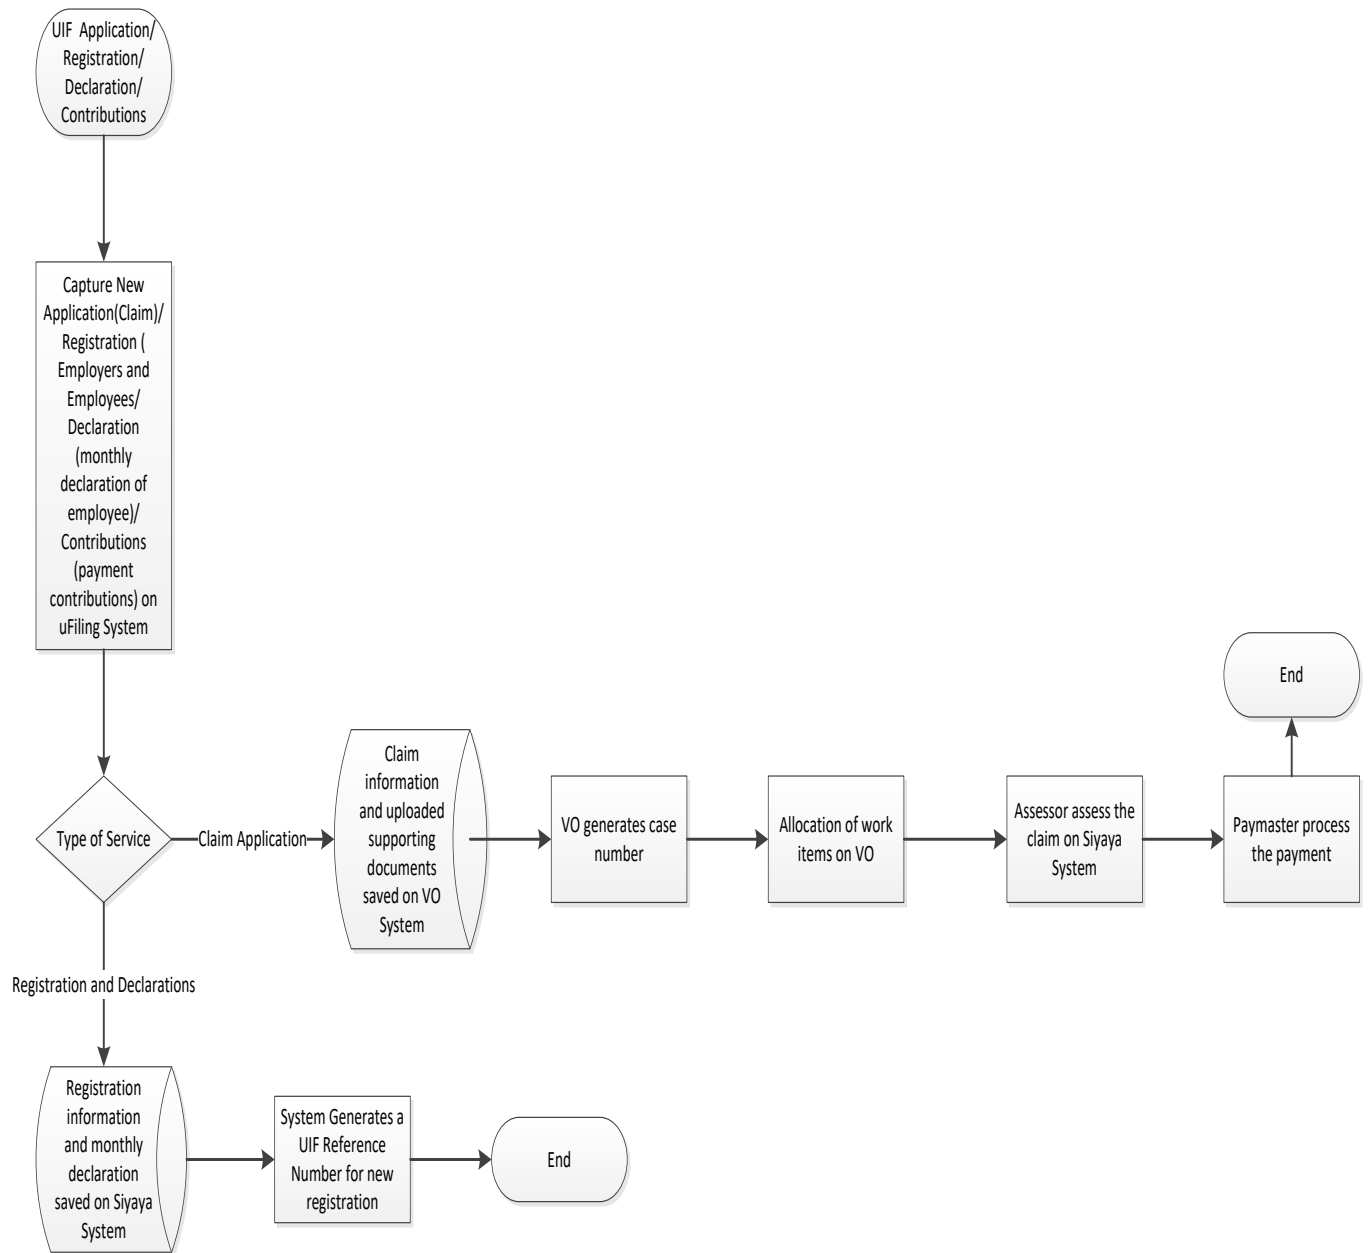 UIF Application/
Registration/
Declaration/
Contributions
Capture New
Application(Claim)/
Registration (
Employers and
Employees/
Declaration
(monthly
declaration of
employee)/
Contributions
(payment
contributions) on
uFiling System
Type of Service
Claim Application
Claim
information
and uploaded
supporting
documents
saved on VO
System
VO generates case
number
Allocation of work
items on VO
Assessor assess the
claim on Siyaya
System
Paymaster process
the payment
End
Registration and Declarations
Registration
information
and monthly
declaration
saved on Siyaya
System
System Generates a
UIF Reference
Number for new
registration
End